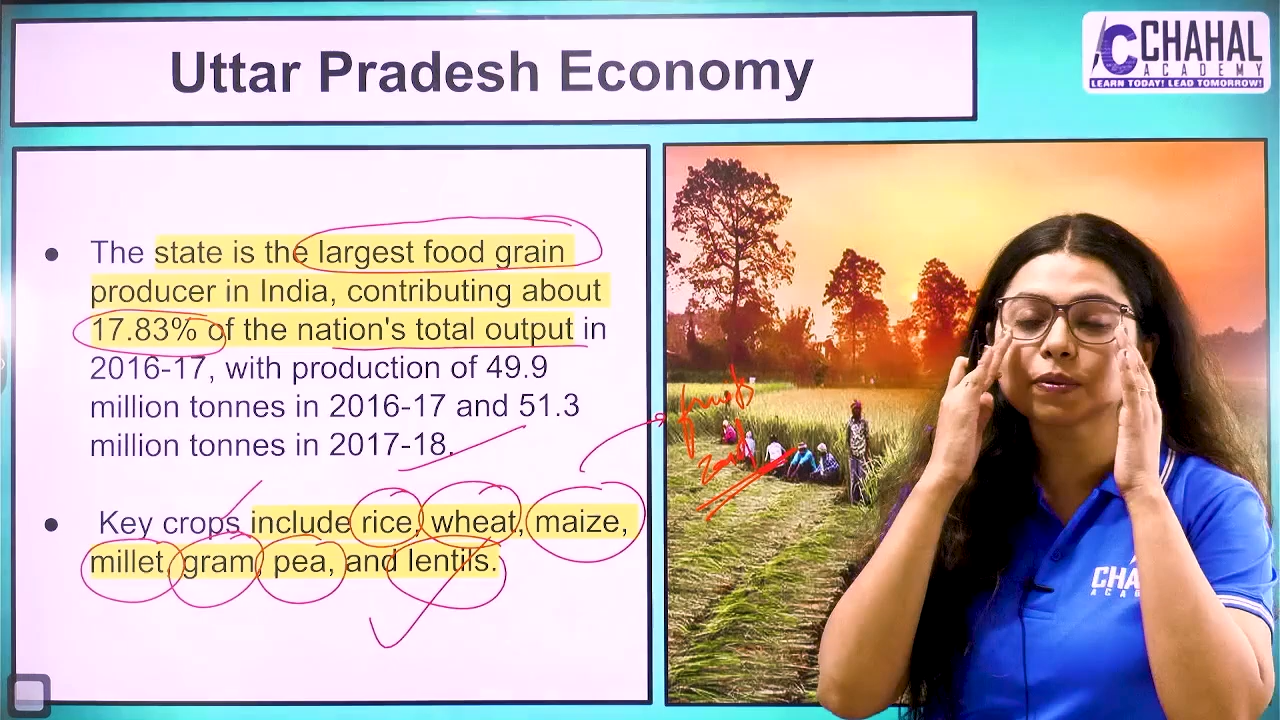 Uttar Pradesh Economy
CHAHAL
ACADEMY
LEARN TODAY! LEAD TOMORROW!
• The state is the largest food grain
producer in India, contributing about
17.83% of the nation's total output in
2016-17, with production of 49.9
million tonnes in 2016-17 and 51.3
million tonnes in 2017-18.
• Key crops include rice, wheat, maize,
millet, gram, pea, and lentils.
CHA
ACAD